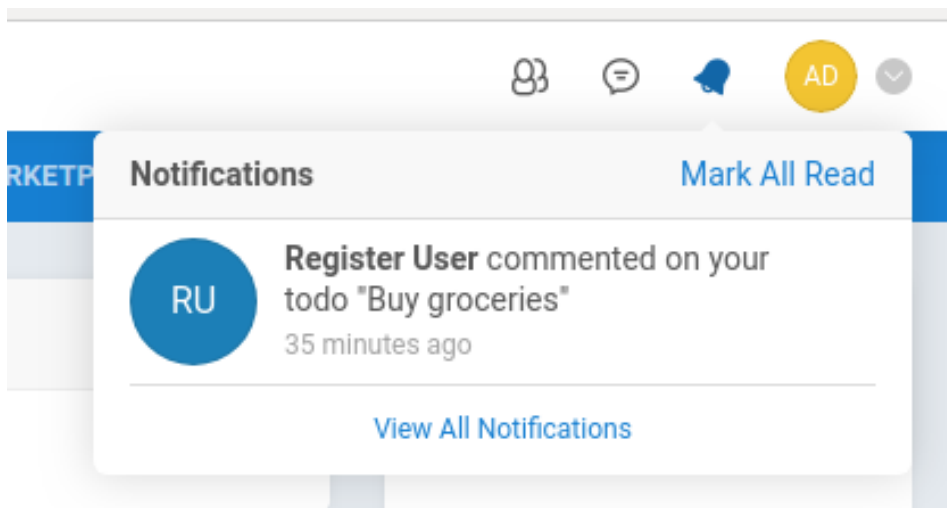 AD
RKETP
Notifications Mark All Read
RU
Register User commented on your
todo "Buy groceries"
35 minutes ago
View All Notifications